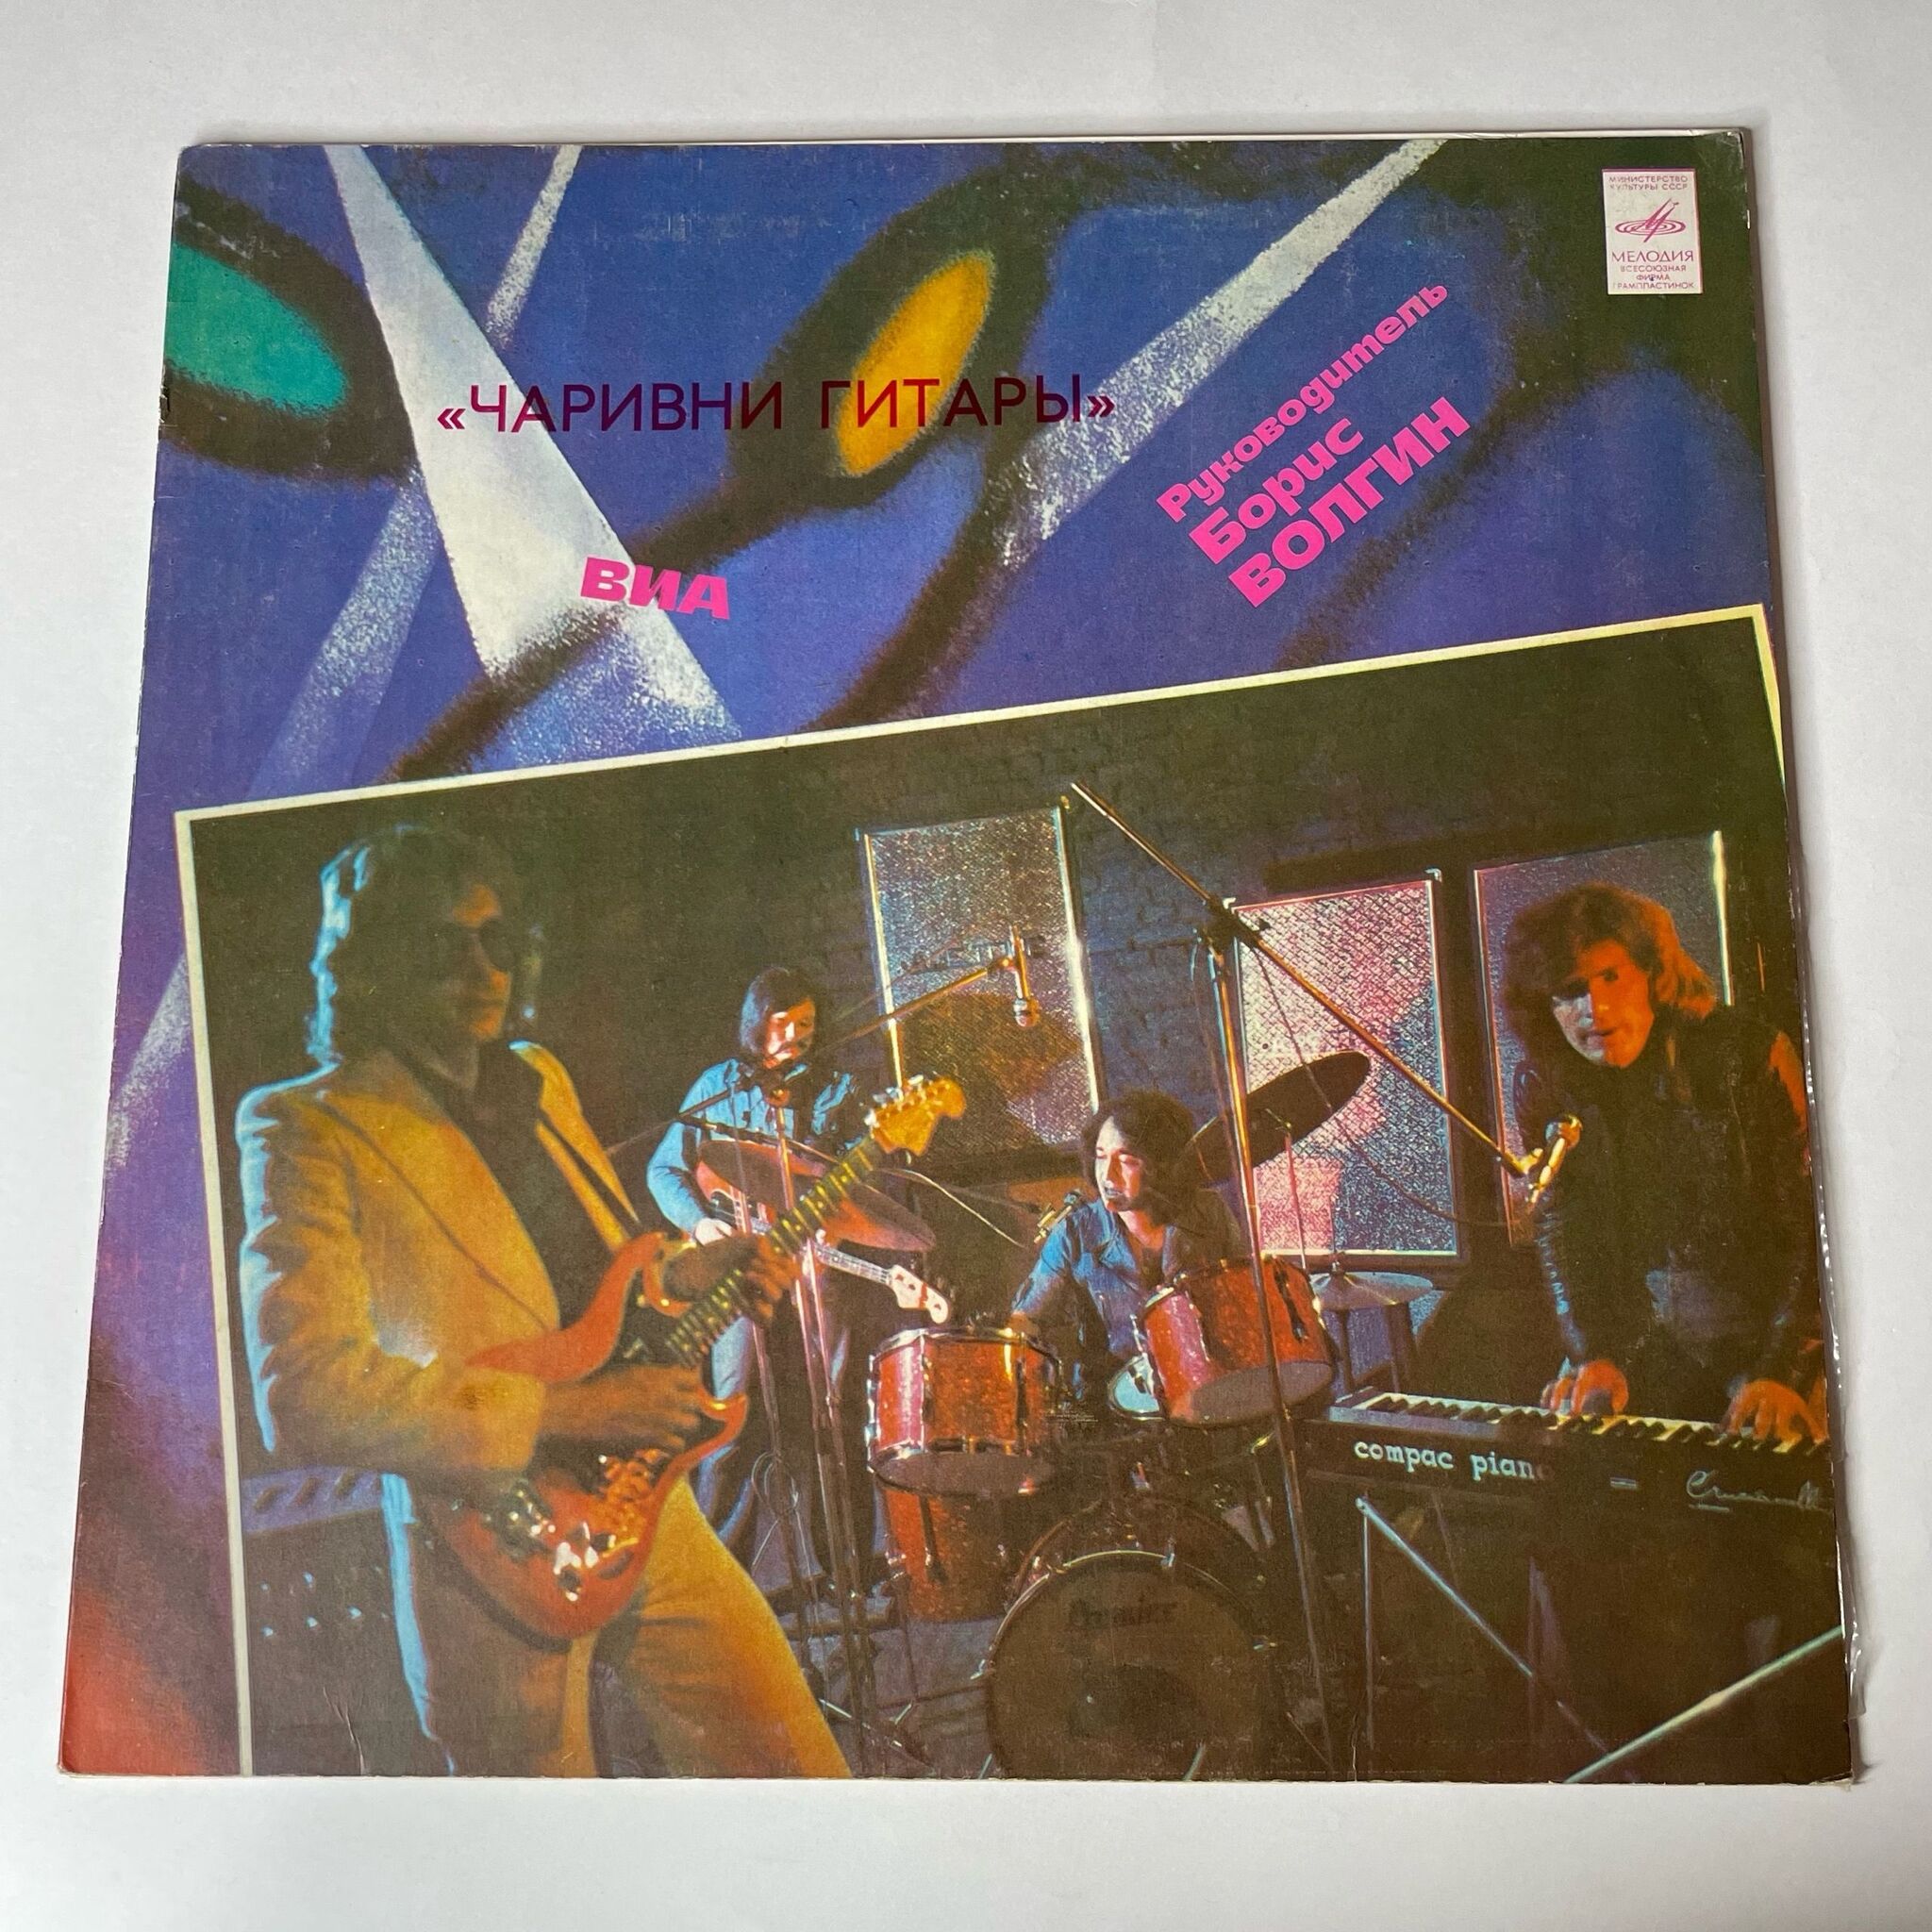 МИНИСТЕРСТВО
КУЛЬТУРЫ СССР
МЕЛОДИЯ
ВСЕСОЮЗНАЯ
ФИРМА
ГРАМПЛАСТИНОК
«ЧАРИВНИ ГИТАРЫ»
Руководитель
Борис
ВОЛГИН
ВИА
compac piano